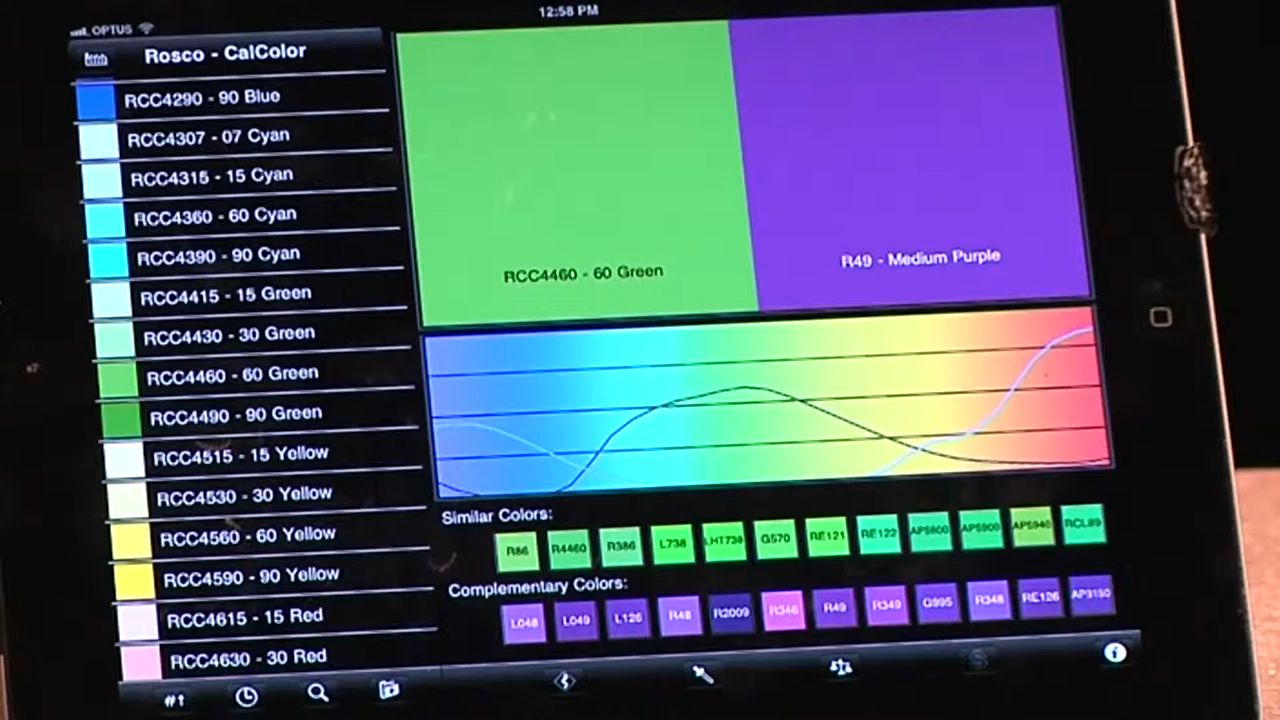 OPTUS
12:58 PM
Rosco - CalColor
RCC4290 - 90 Blue
RCC4307 - 07 Cyan
RCC4315 - 15 Cyan
RCC4360 - 60 Cyan
RCC4390 - 90 Cyan
RCC4415 - 15 Green
RCC4430 - 30 Green
RCC4460 - 60 Green
RCC4490 - 90 Green
RCC4515 - 15 Yellow
RCC4530 - 30 Yellow
RCC4560 - 60 Yellow
RCC4590 - 90 Yellow
RCC4615 - 15 Red
RCC4630 - 30 Red
#↑
RCC4460 - 60 Green
R49 - Medium Purple
Similar Colors:
R86 R4460 R386 L738 LHT738 G570 RE121 RE122 AP5800 AP5900 AP5940 RCL89
Complementary Colors:
L048 L049 L126 R48 R2009 R346 R49 R349 G995 R348 RE126 AP3150